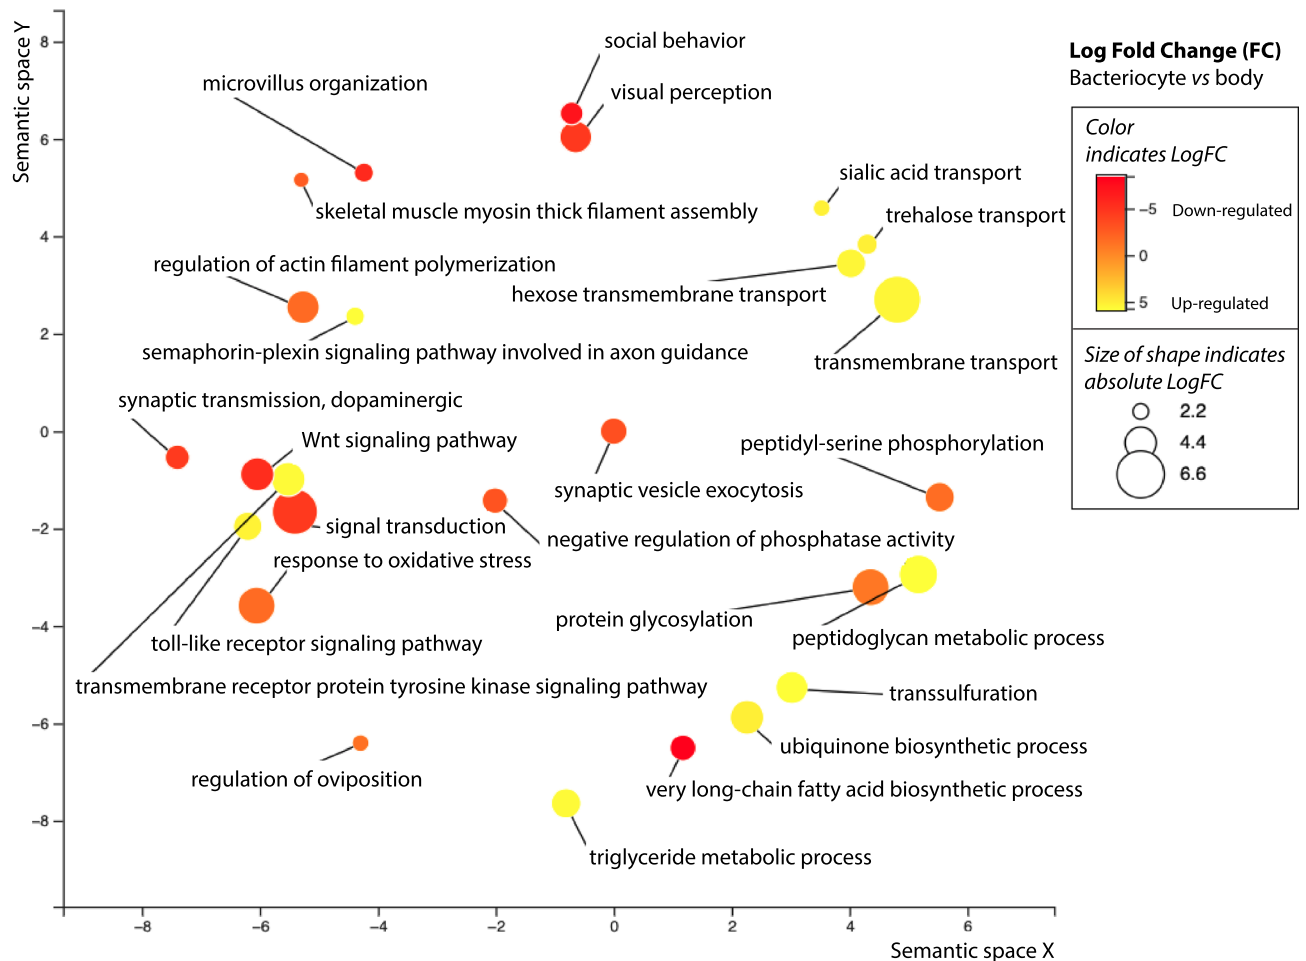 Semantic space Y
8
6
4
2
0
−2
−4
−6
−8
social behavior
microvillus organization
visual perception
sialic acid transport
skeletal muscle myosin thick filament assembly
trehalose transport
regulation of actin filament polymerization
hexose transmembrane transport
semaphorin-plexin signaling pathway involved in axon guidance
transmembrane transport
synaptic transmission, dopaminergic
Wnt signaling pathway
peptidyl-serine phosphorylation
synaptic vesicle exocytosis
signal transduction
negative regulation of phosphatase activity
response to oxidative stress
protein glycosylation
toll-like receptor signaling pathway
peptidoglycan metabolic process
transmembrane receptor protein tyrosine kinase signaling pathway
transsulfuration
ubiquinone biosynthetic process
regulation of oviposition
very long-chain fatty acid biosynthetic process
triglyceride metabolic process
−8 −6 −4 −2 0 2 4 6
Semantic space X
Log Fold Change (FC)
Bacteriocyte vs body
Color
indicates LogFC
−5 Down-regulated
0
5 Up-regulated
Size of shape indicates
absolute LogFC
2.2
4.4
6.6